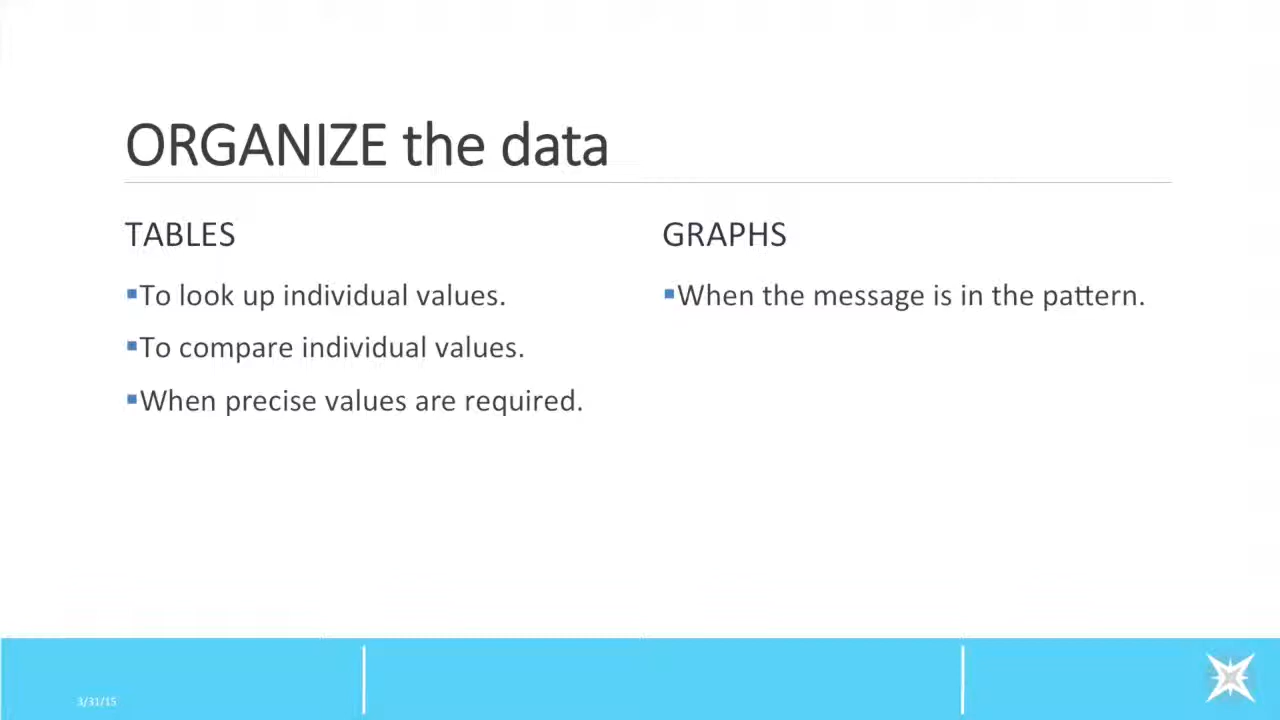 ORGANIZE the data
TABLES
▪To look up individual values.
▪To compare individual values.
▪When precise values are required.
GRAPHS
▪When the message is in the pattern.
3/31/15